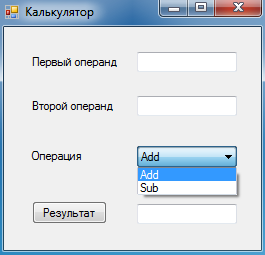 Калькулятор
Первый операнд
Второй операнд
Операция
Add
Add
Sub
Результат